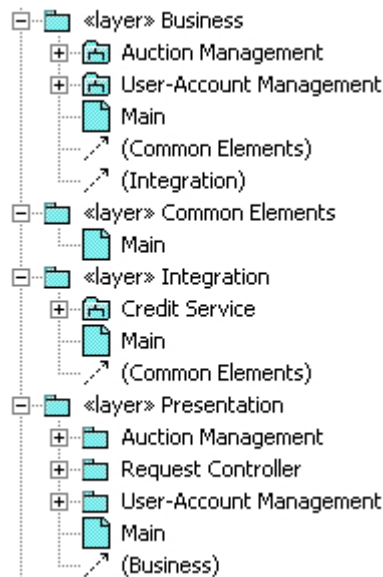 «layer» Business
Auction Management
User-Account Management
Main
(Common Elements)
(Integration)
«layer» Common Elements
Main
«layer» Integration
Credit Service
Main
(Common Elements)
«layer» Presentation
Auction Management
Request Controller
User-Account Management
Main
(Business)